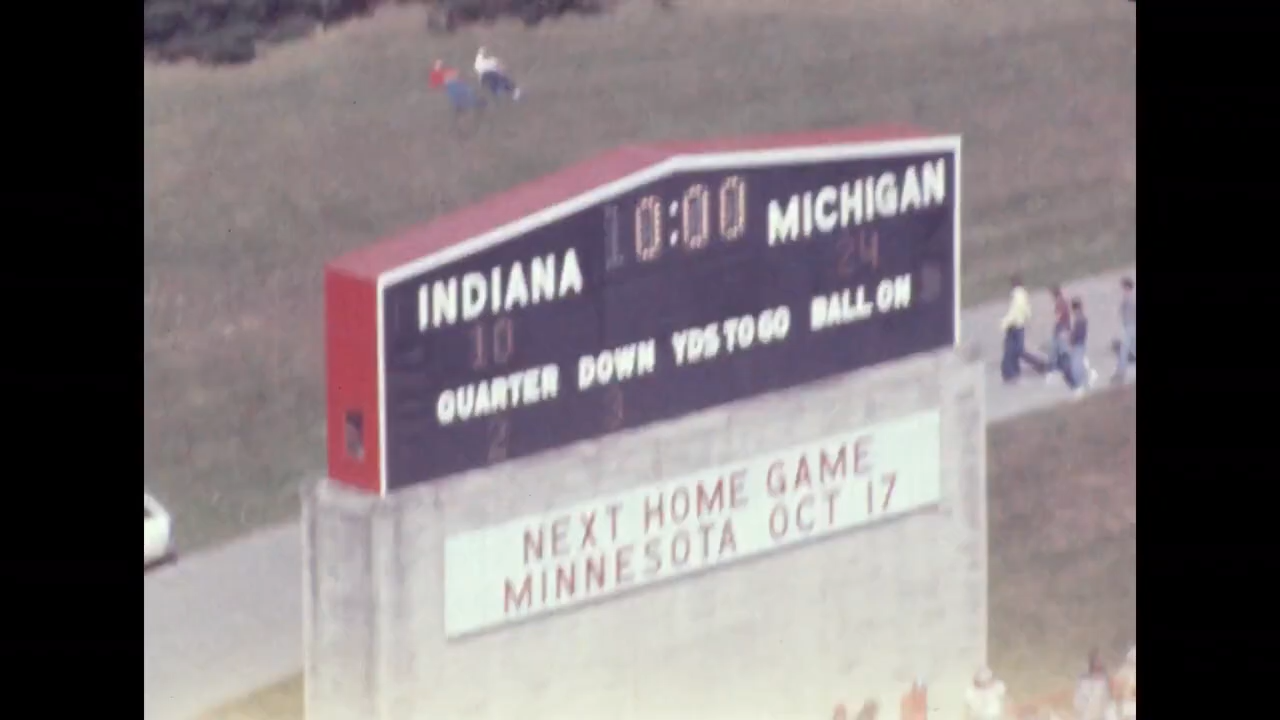 10:00
INDIANA MICHIGAN
10 24
QUARTER DOWN YDS TO GO BALL ON
2 3
NEXT HOME GAME
MINNESOTA OCT 17